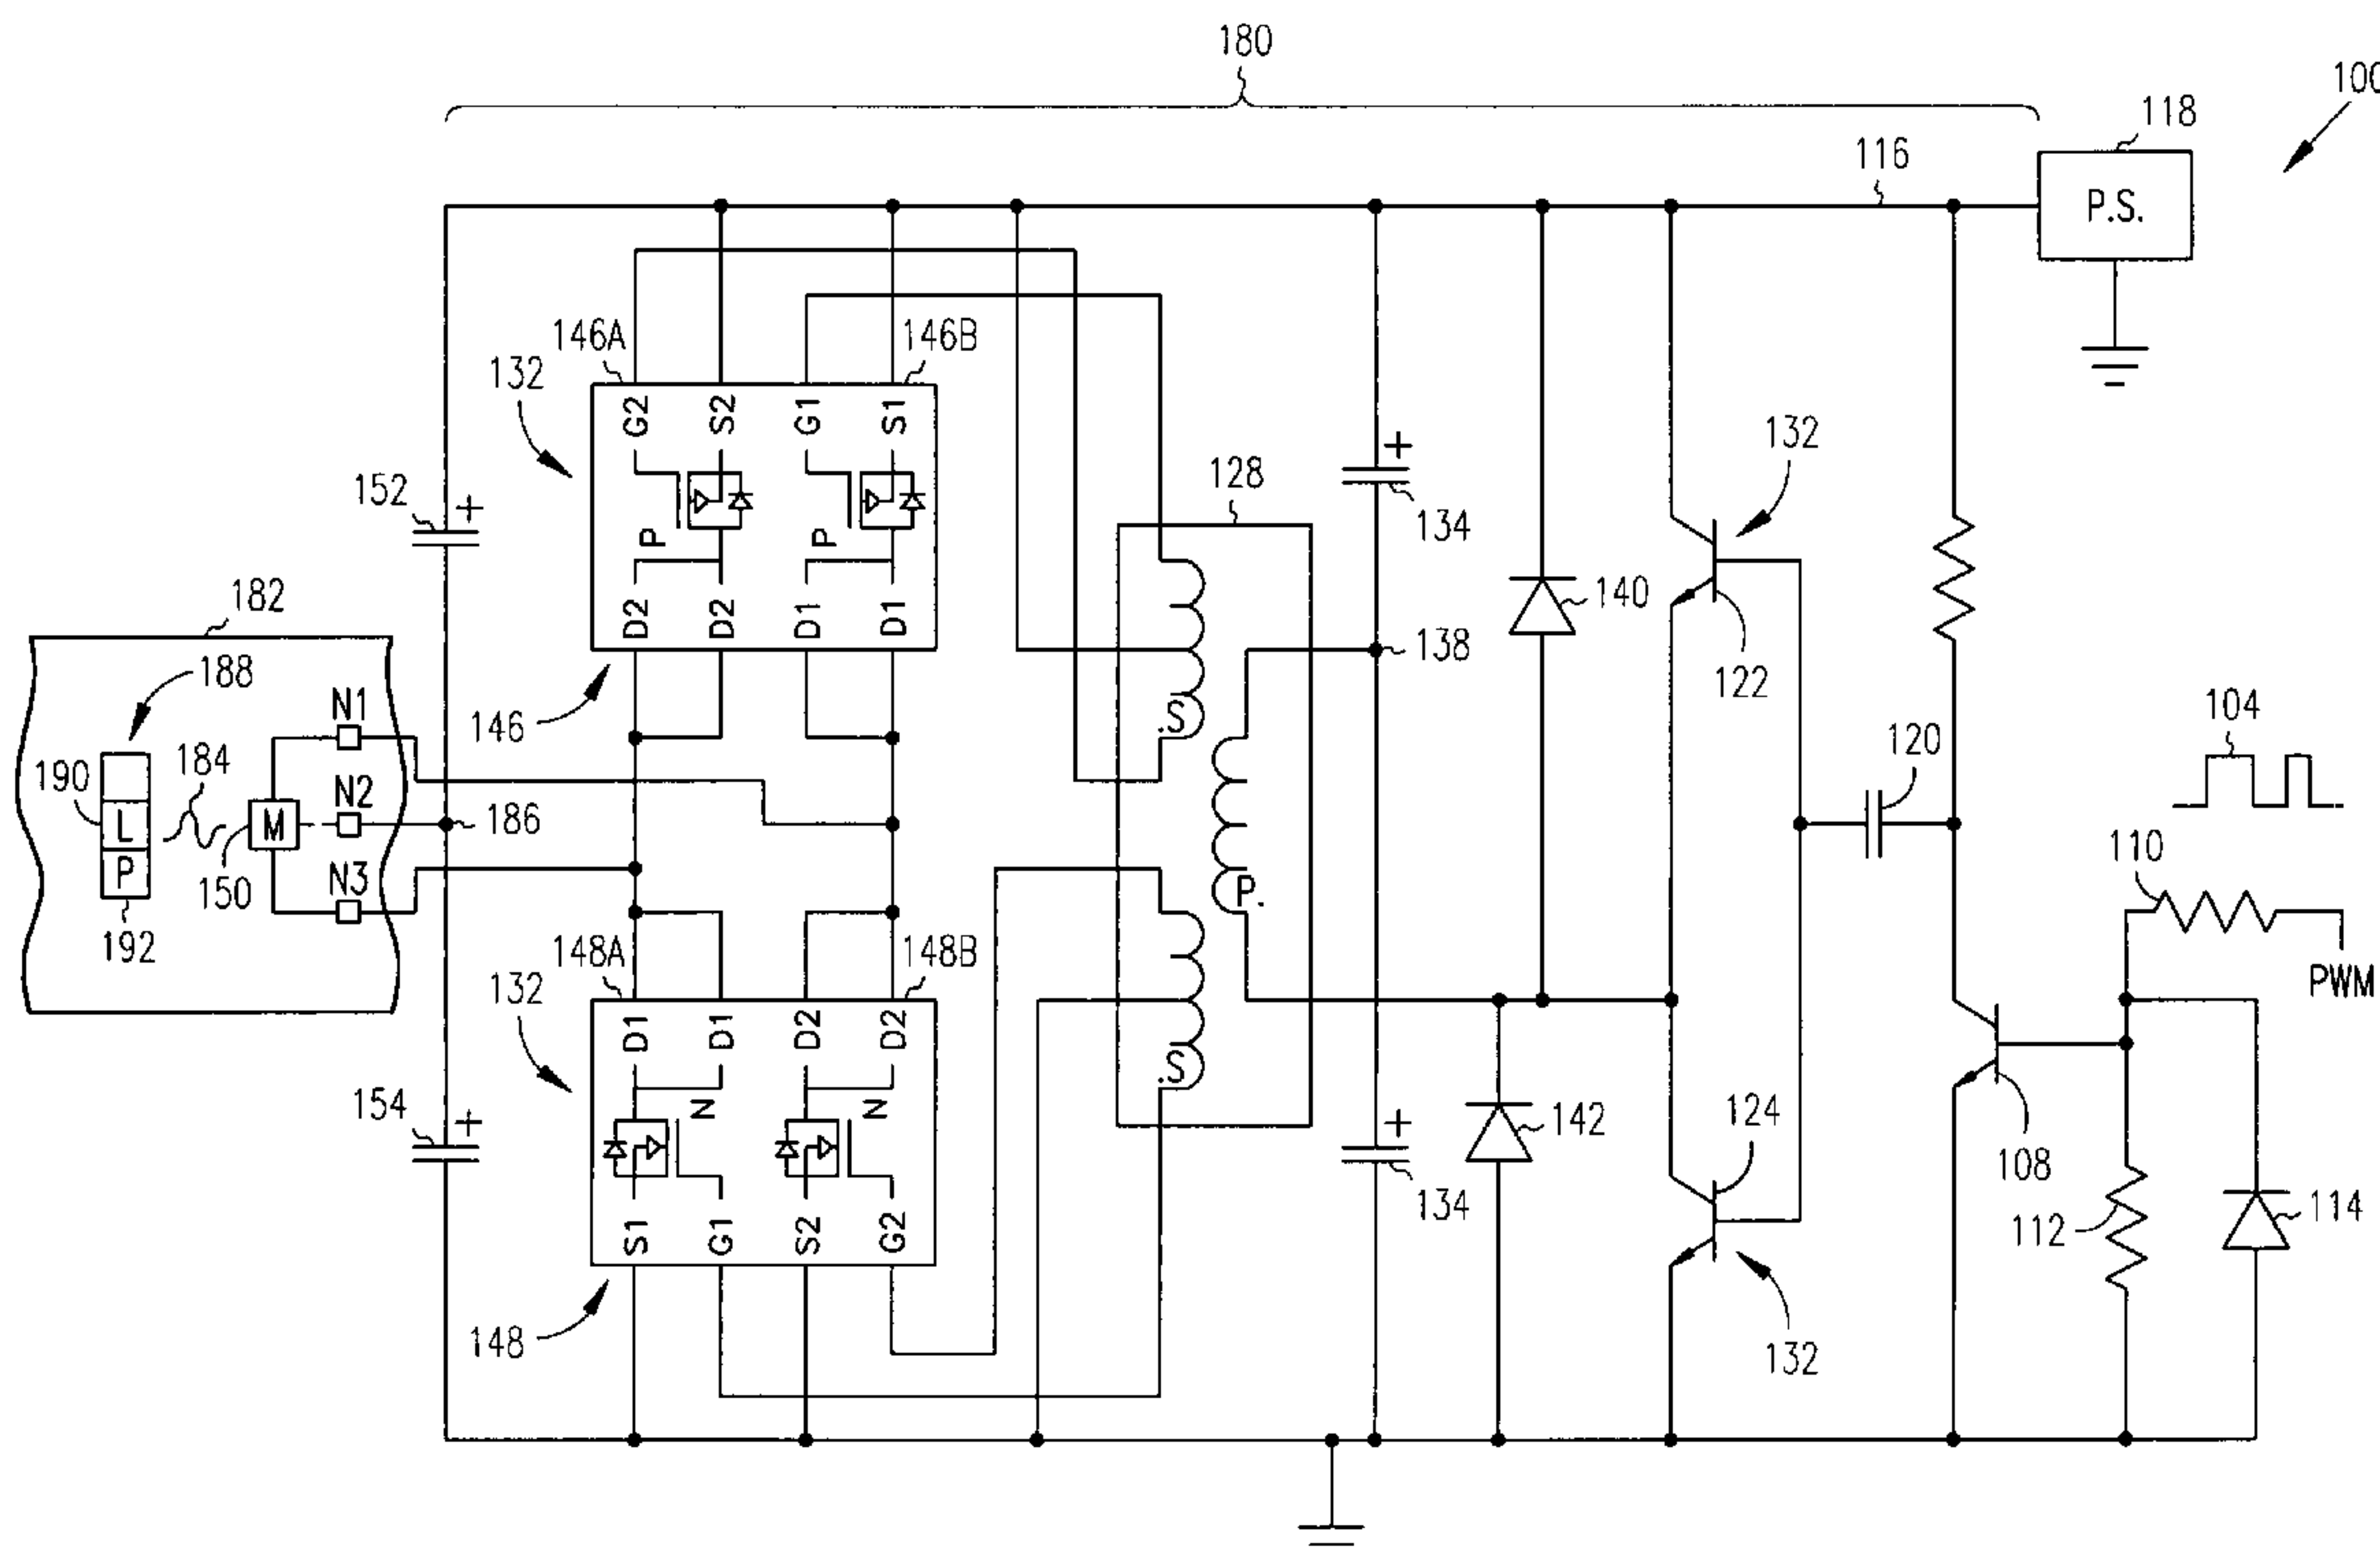 180
100
118
116
P.S.
146A
146B
132
G2
S2
G1
S1
132
128
152
+
+
134
P
P
140
182
D2
D2
D1
D1
138
188
122
N1
146
.S
104
184
120
190
N2
L
M
186
110
P
N3
P.
150
192
148A
148B
PWM
132
D1
D1
D2
D2
.S
154
+
N
N
+
142
124
108
S1
G1
S2
G2
134
112
114
148
132